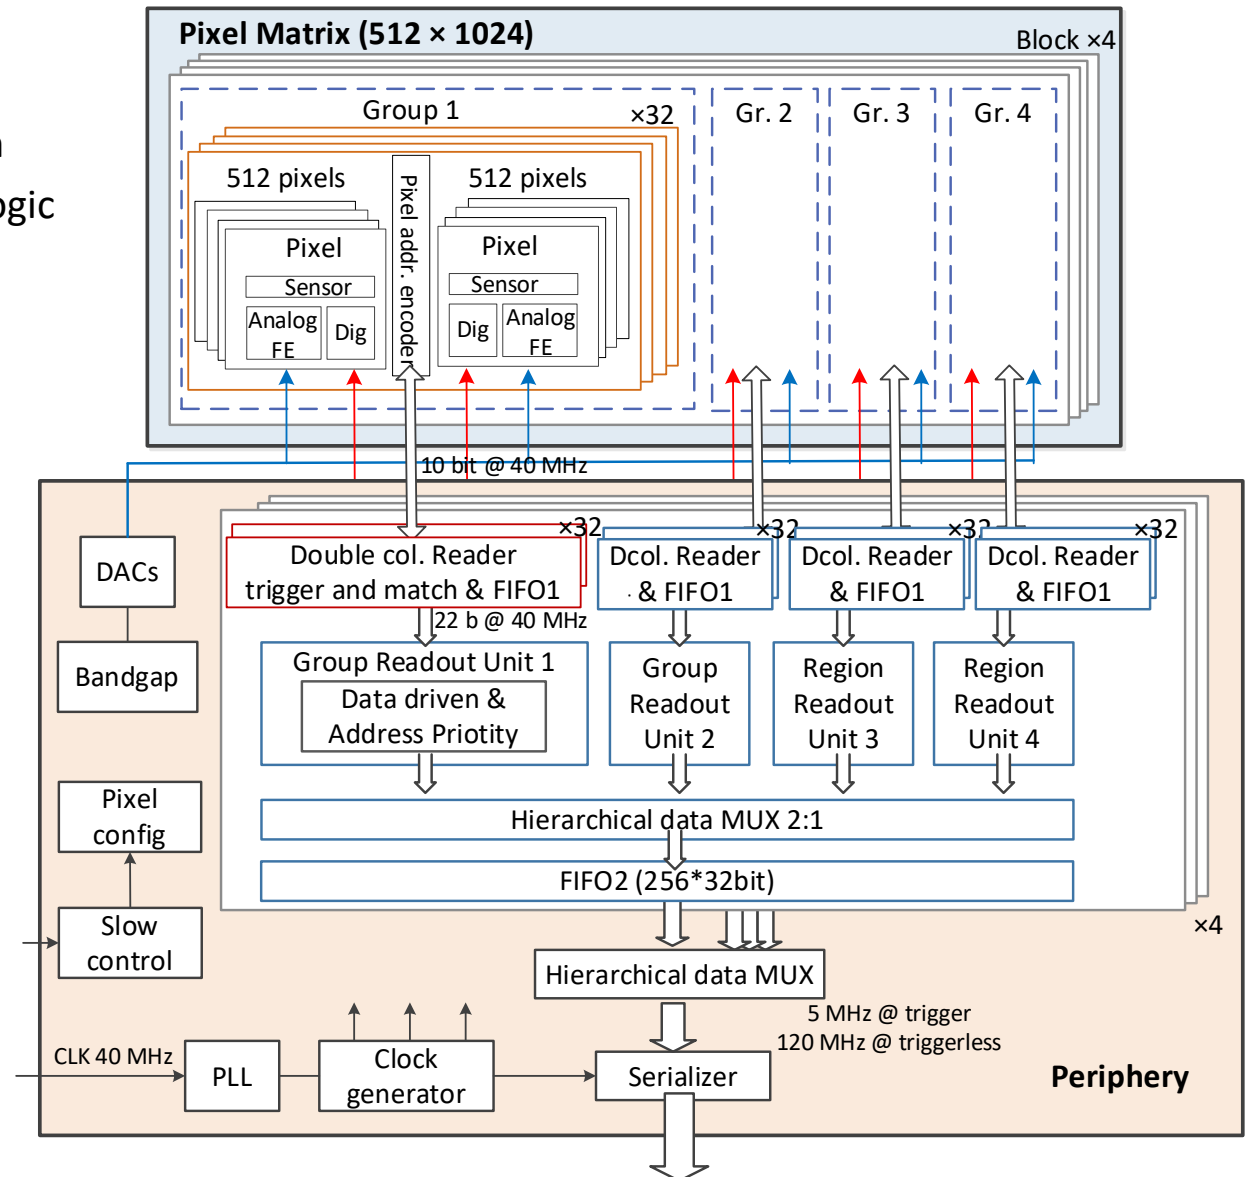 Pixel Matrix (512 × 1024)
Block ×4
Group 1
×32
Gr. 2
Gr. 3
Gr. 4
ogic
512 pixels
512 pixels
Pixel addr. encoder
Pixel
Sensor
Analog
FE
Dig
Pixel
Sensor
Dig
Analog
FE
10 bit @ 40 MHz
×32
×32
×32
×32
Double col. Reader
trigger and match & FIFO1
Dcol. Reader
& FIFO1
Dcol. Reader
& FIFO1
Dcol. Reader
& FIFO1
DACs
Bandgap
22 b @ 40 MHz
Group Readout Unit 1
Data driven &
Address Priotity
Group
Readout
Unit 2
Region
Readout
Unit 3
Region
Readout
Unit 4
Pixel
config
Hierarchical data MUX 2:1
FIFO2 (256*32bit)
Slow
control
×4
Hierarchical data MUX
5 MHz @ trigger
120 MHz @ triggerless
CLK 40 MHz
PLL
Clock
generator
Serializer
Periphery